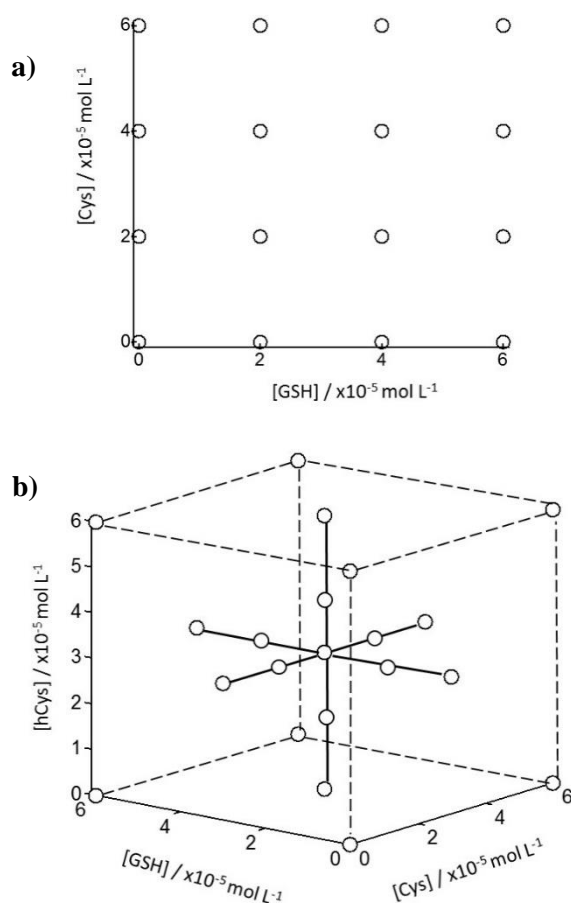 a)
6
4
2
0
[Cys] / x10⁻⁵ mol L⁻¹
0 2 4 6
[GSH] / x10⁻⁵ mol L⁻¹
b)
6
5
4
3
2
1
0
[hCys] / x10⁻⁵ mol L⁻¹
6 4 2 0
[GSH] / x10⁻⁵ mol L⁻¹
0 2 4 6
[Cys] / x10⁻⁵ mol L⁻¹